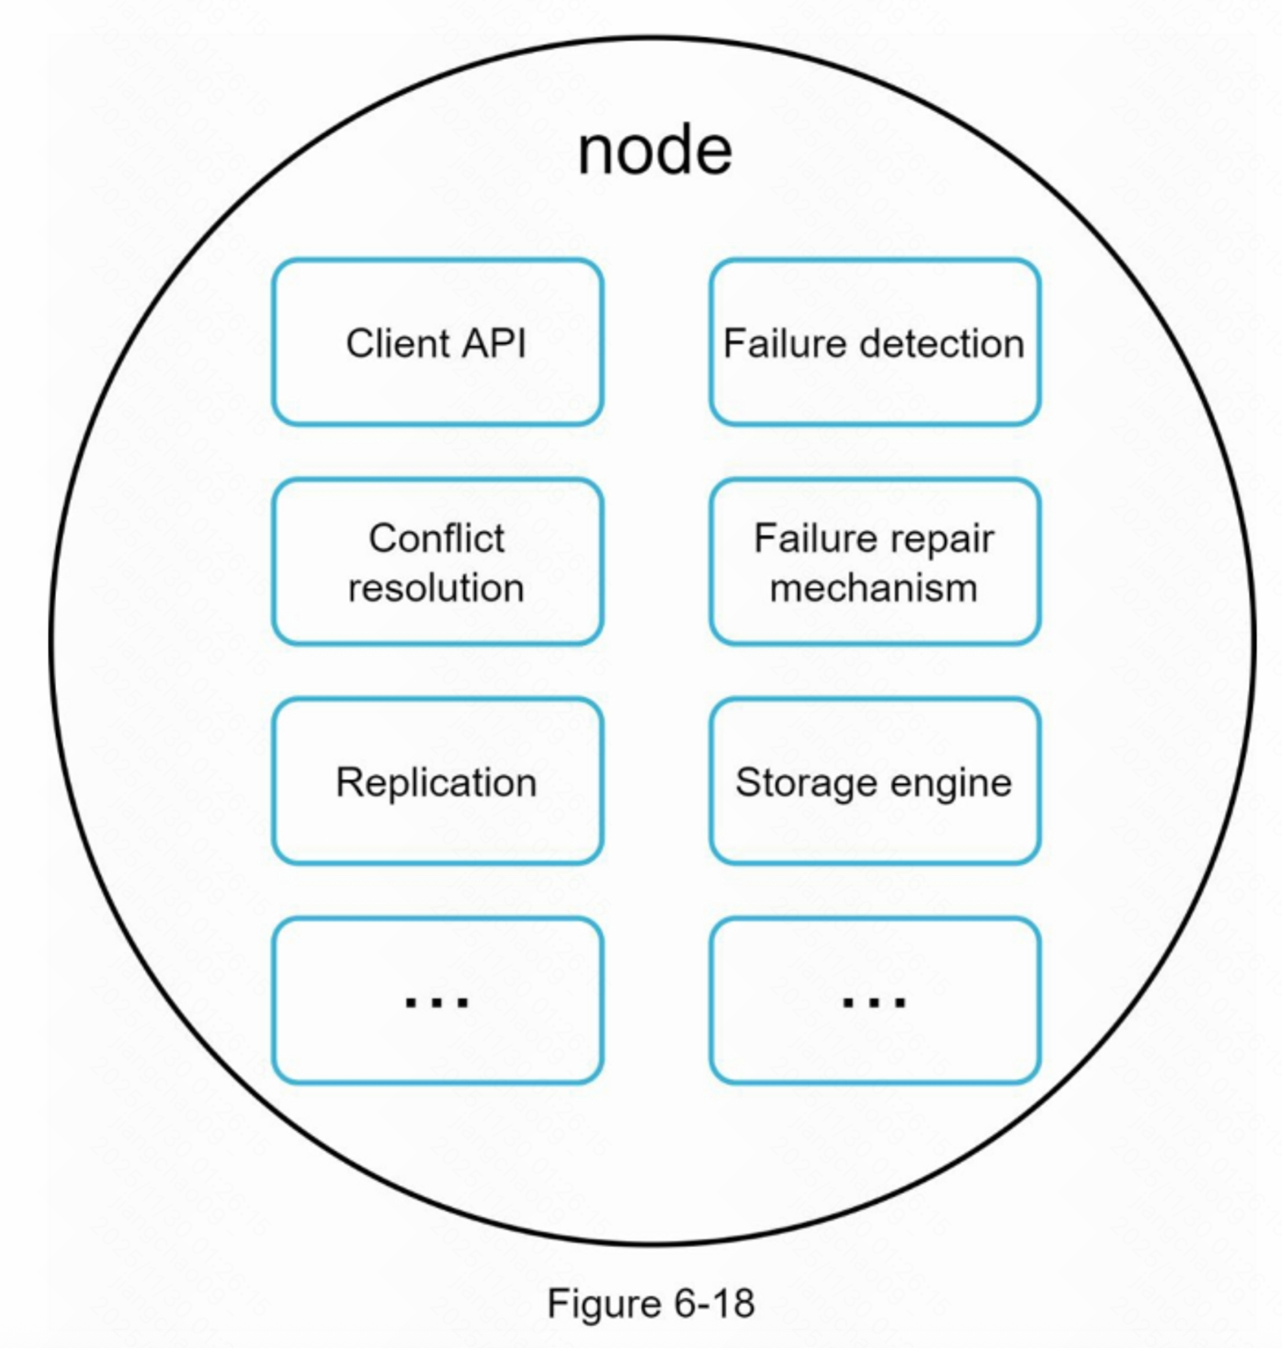 node
Client API
Failure detection
Conflict
resolution
Failure repair
mechanism
Replication
Storage engine
...
...
Figure 6-18